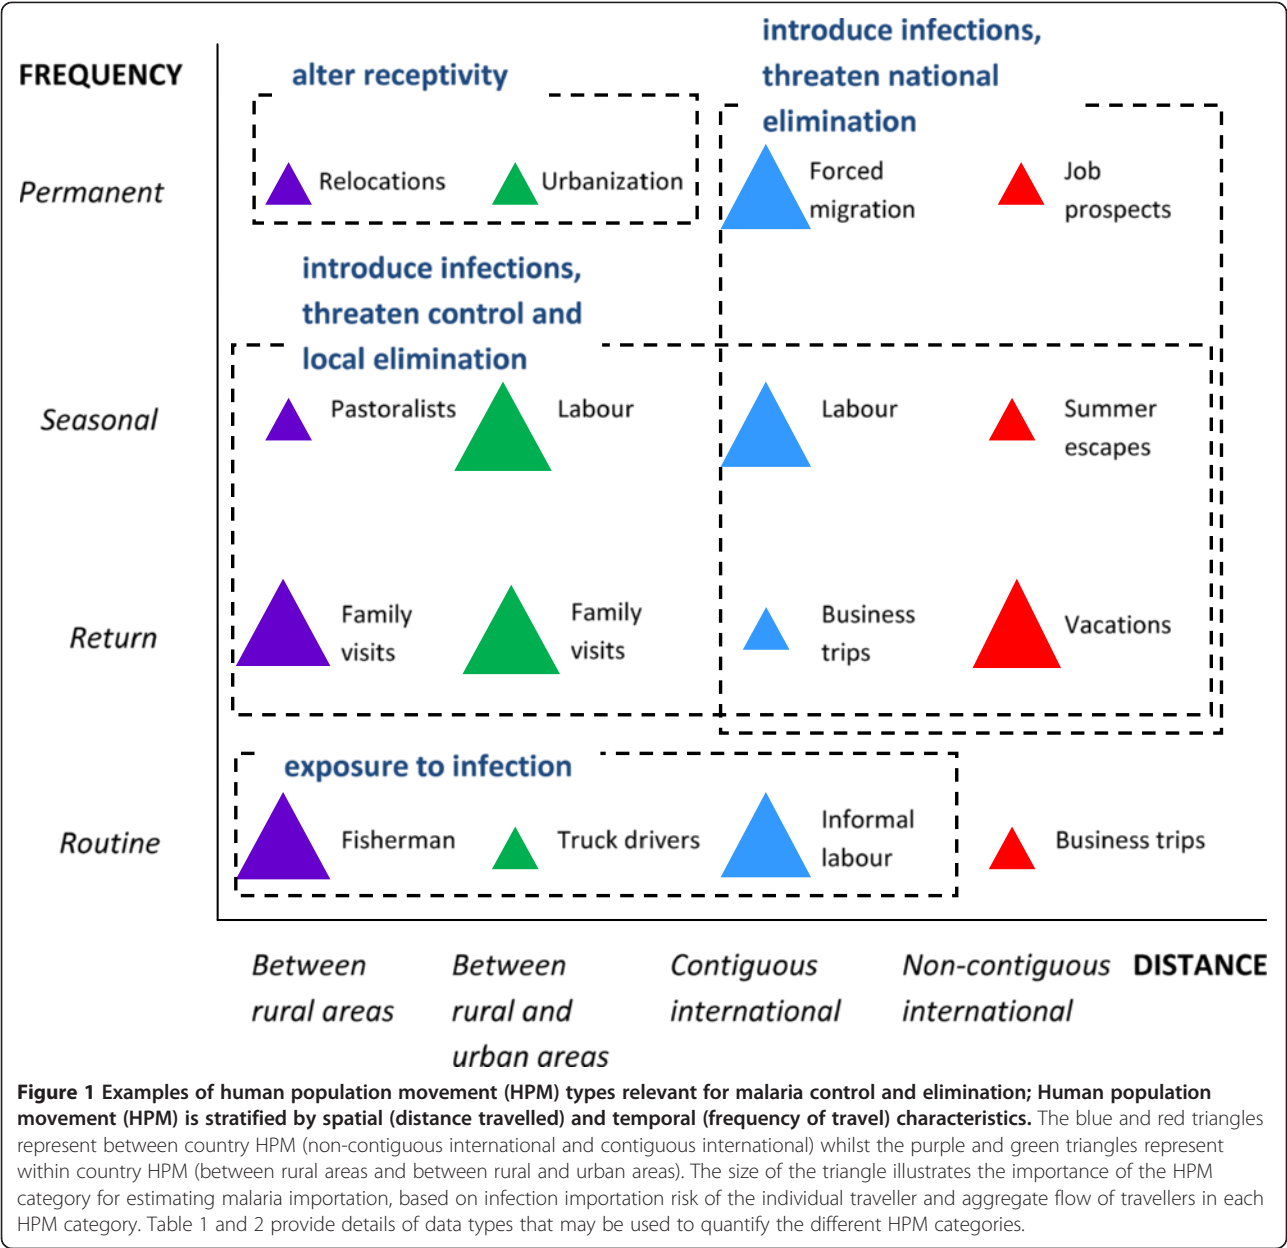 FREQUENCY
alter receptivity
introduce infections,
threaten national
elimination
Permanent
Relocations
Urbanization
Forced
migration
Job
prospects
introduce infections,
threaten control and
local elimination
Seasonal
Pastoralists
Labour
Labour
Summer
escapes
Return
Family
visits
Family
visits
Business
trips
Vacations
exposure to infection
Routine
Fisherman
Truck drivers
Informal
labour
Business trips
Between
rural areas
Between
rural and
urban areas
Contiguous
international
Non-contiguous
international
DISTANCE
Figure 1 Examples of human population movement (HPM) types relevant for malaria control and elimination; Human population
movement (HPM) is stratified by spatial (distance travelled) and temporal (frequency of travel) characteristics. The blue and red triangles
represent between country HPM (non-contiguous international and contiguous international) whilst the purple and green triangles represent
within country HPM (between rural areas and between rural and urban areas). The size of the triangle illustrates the importance of the HPM
category for estimating malaria importation, based on infection importation risk of the individual traveller and aggregate flow of travellers in each
HPM category. Table 1 and 2 provide details of data types that may be used to quantify the different HPM categories.